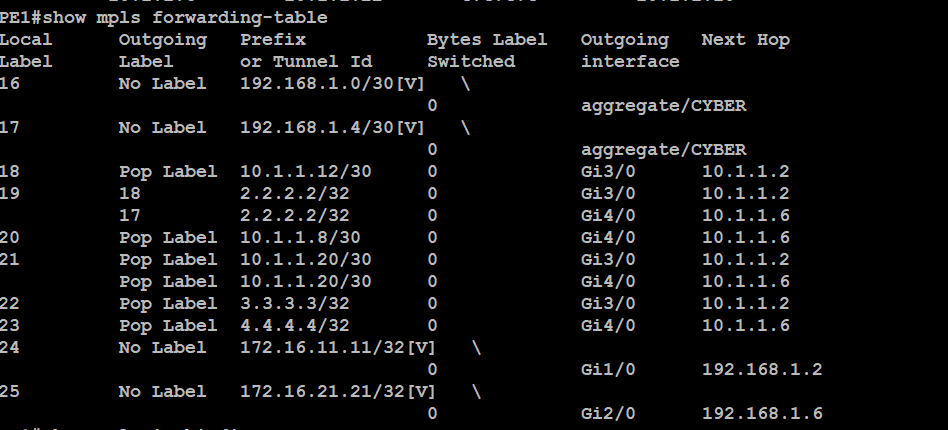 PE1#show mpls forwarding-table
Local Outgoing Prefix Bytes Label Outgoing Next Hop
Label Label or Tunnel Id Switched interface
16 No Label 192.168.1.0/30[V] \
0 aggregate/CYBER
17 No Label 192.168.1.4/30[V] \
0 aggregate/CYBER
18 Pop Label 10.1.1.12/30 0 Gi3/0 10.1.1.2
19 18 2.2.2.2/32 0 Gi3/0 10.1.1.2
17 2.2.2.2/32 0 Gi4/0 10.1.1.6
20 Pop Label 10.1.1.8/30 0 Gi4/0 10.1.1.6
21 Pop Label 10.1.1.20/30 0 Gi3/0 10.1.1.2
Pop Label 10.1.1.20/30 0 Gi4/0 10.1.1.6
22 Pop Label 3.3.3.3/32 0 Gi3/0 10.1.1.2
23 Pop Label 4.4.4.4/32 0 Gi4/0 10.1.1.6
24 No Label 172.16.11.11/32[V] \
0 Gi1/0 192.168.1.2
25 No Label 172.16.21.21/32[V] \
0 Gi2/0 192.168.1.6